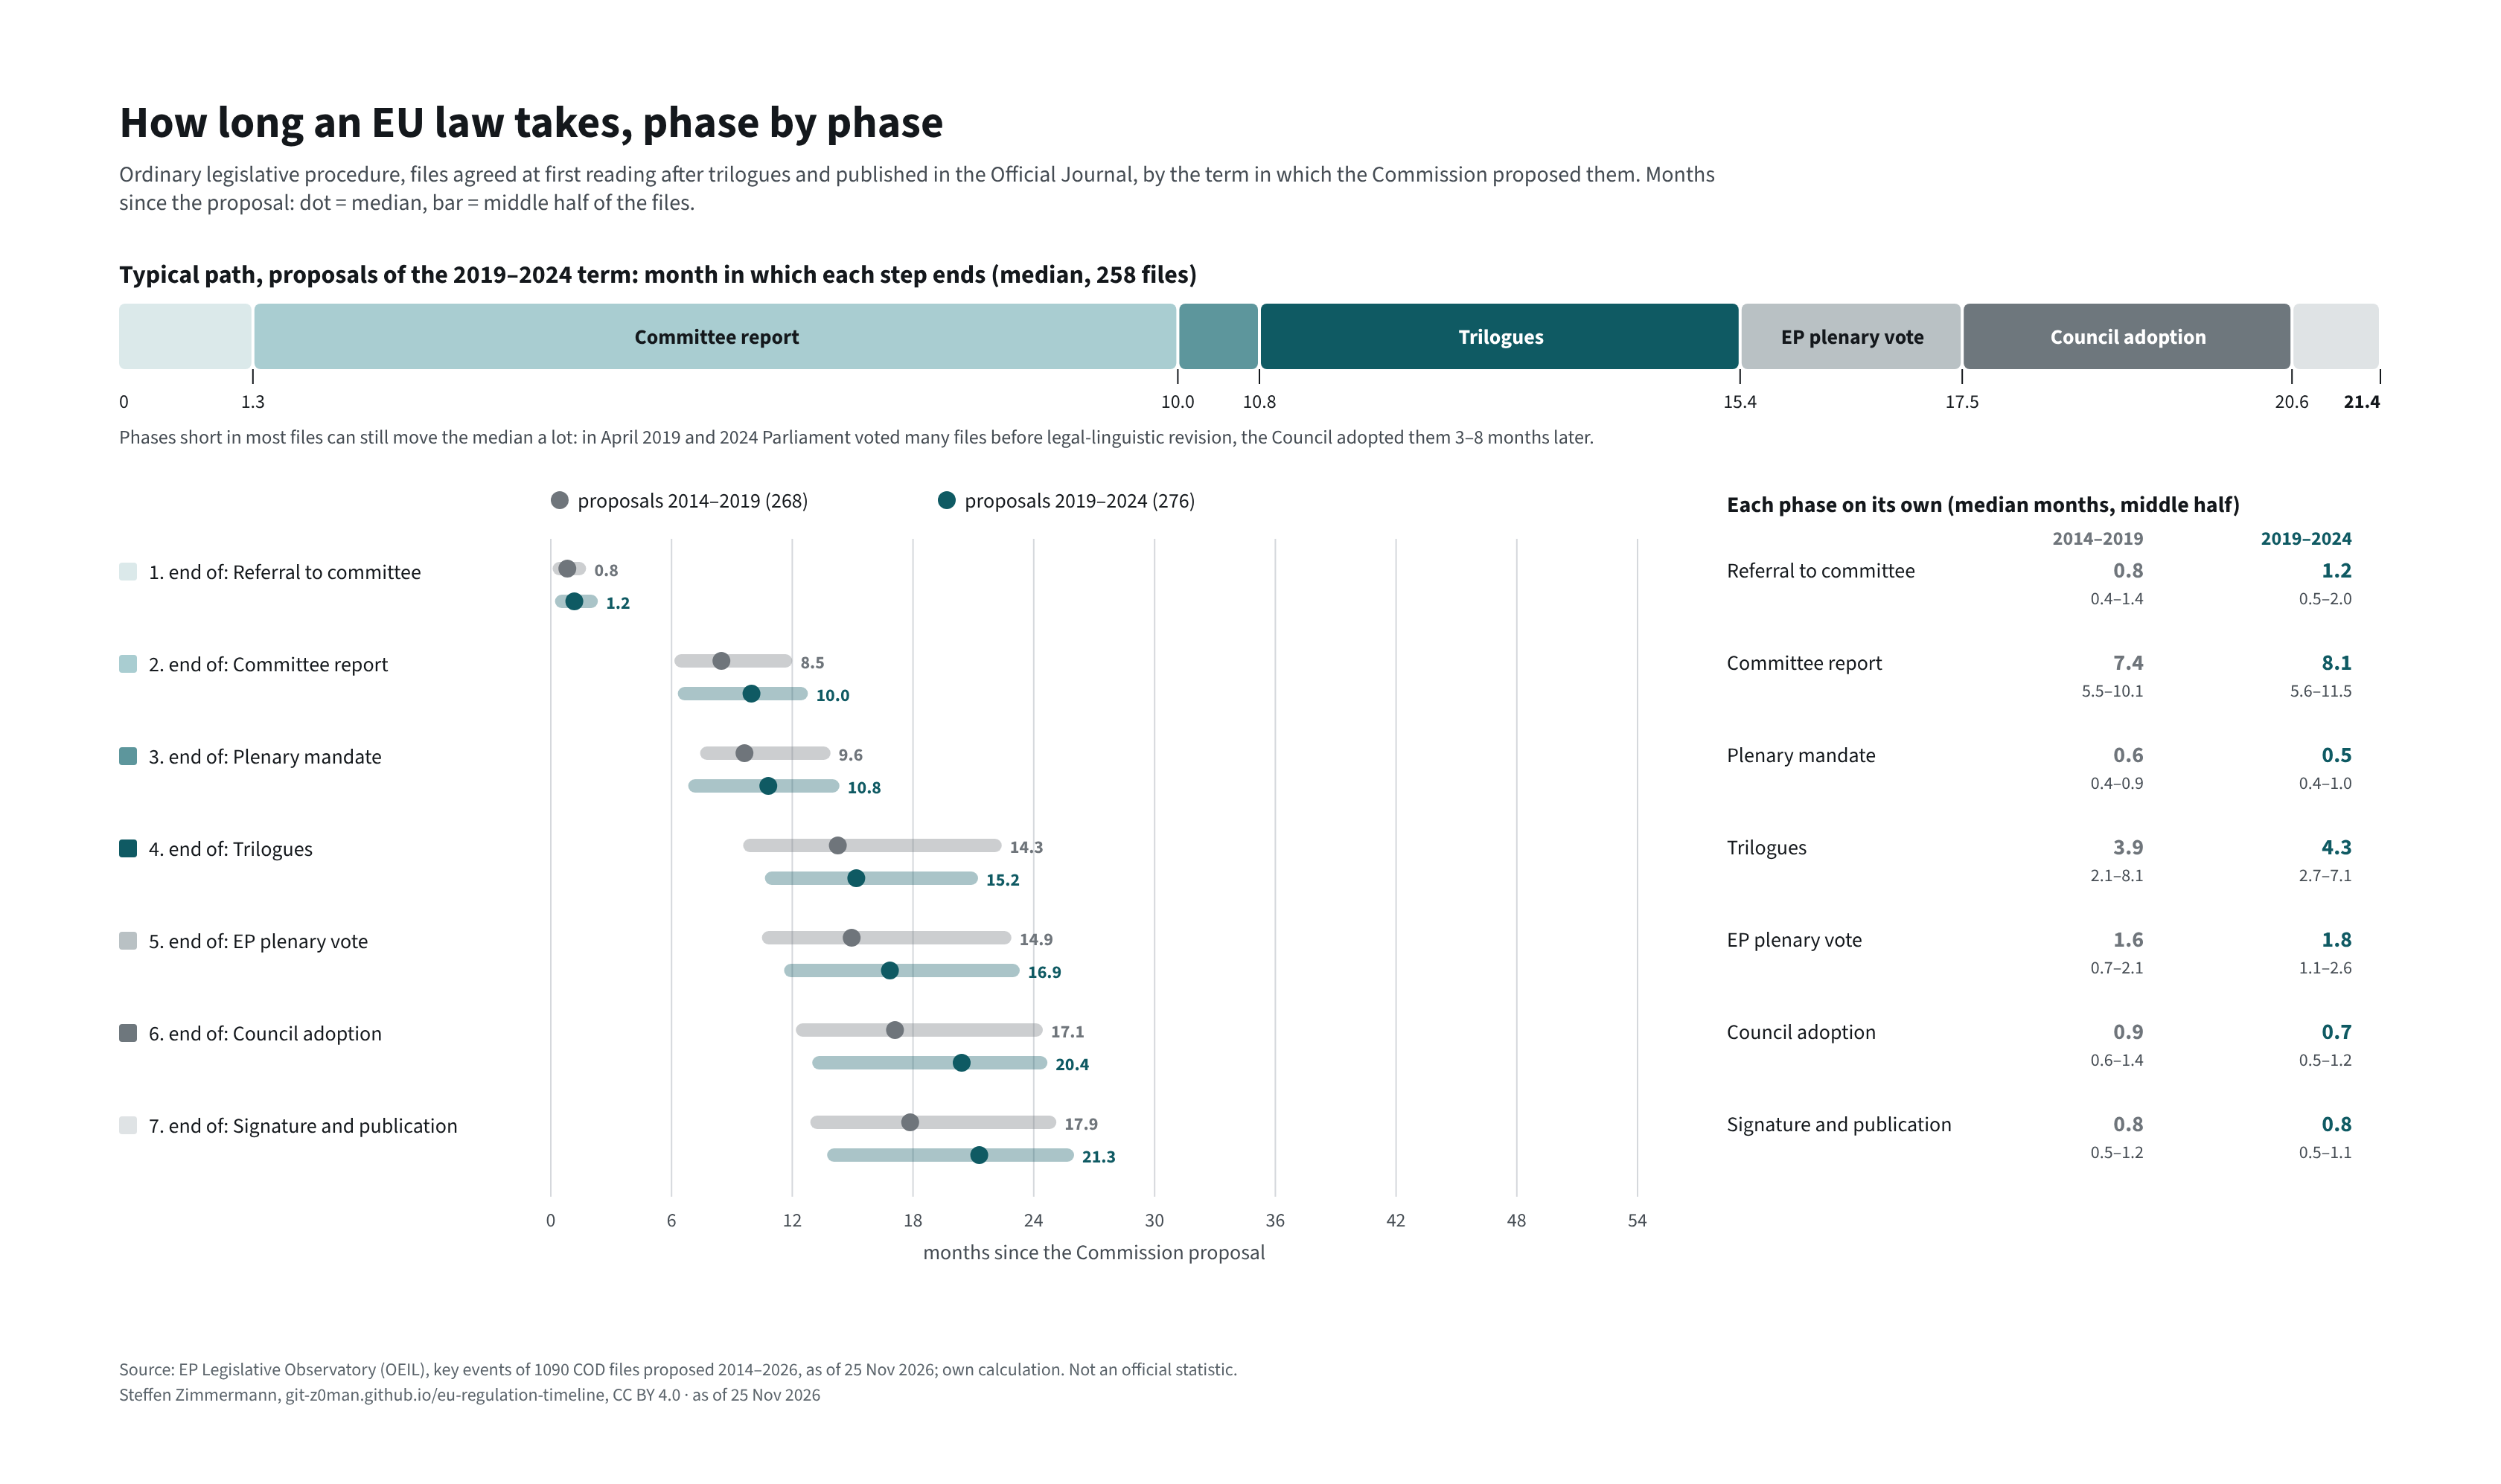 How long an EU law takes, phase by phase
Ordinary legislative procedure, files agreed at first reading after trilogues and published in the Official Journal, by the term in which the Commission proposed them. Months
since the proposal: dot = median, bar = middle half of the files.
Typical path, proposals of the 2019–2024 term: month in which each step ends (median, 258 files)
Committee report Trilogues EP plenary vote Council adoption
0 1.3 10.0 10.8 15.4 17.5 20.6 21.4
Phases short in most files can still move the median a lot: in April 2019 and 2024 Parliament voted many files before legal-linguistic revision, the Council adopted them 3–8 months later.
proposals 2014–2019 (268) proposals 2019–2024 (276)
1. end of: Referral to committee
0.8
1.2
2. end of: Committee report
8.5
10.0
3. end of: Plenary mandate
9.6
10.8
4. end of: Trilogues
14.3
15.2
5. end of: EP plenary vote
14.9
16.9
6. end of: Council adoption
17.1
20.4
7. end of: Signature and publication
17.9
21.3
0 6 12 18 24 30 36 42 48 54
months since the Commission proposal
Each phase on its own (median months, middle half)
2014–2019 2019–2024
Referral to committee 0.8 1.2
0.4–1.4 0.5–2.0
Committee report 7.4 8.1
5.5–10.1 5.6–11.5
Plenary mandate 0.6 0.5
0.4–0.9 0.4–1.0
Trilogues 3.9 4.3
2.1–8.1 2.7–7.1
EP plenary vote 1.6 1.8
0.7–2.1 1.1–2.6
Council adoption 0.9 0.7
0.6–1.4 0.5–1.2
Signature and publication 0.8 0.8
0.5–1.2 0.5–1.1
Source: EP Legislative Observatory (OEIL), key events of 1090 COD files proposed 2014–2026, as of 25 Nov 2026; own calculation. Not an official statistic.
Steffen Zimmermann, git-z0man.github.io/eu-regulation-timeline, CC BY 4.0 · as of 25 Nov 2026